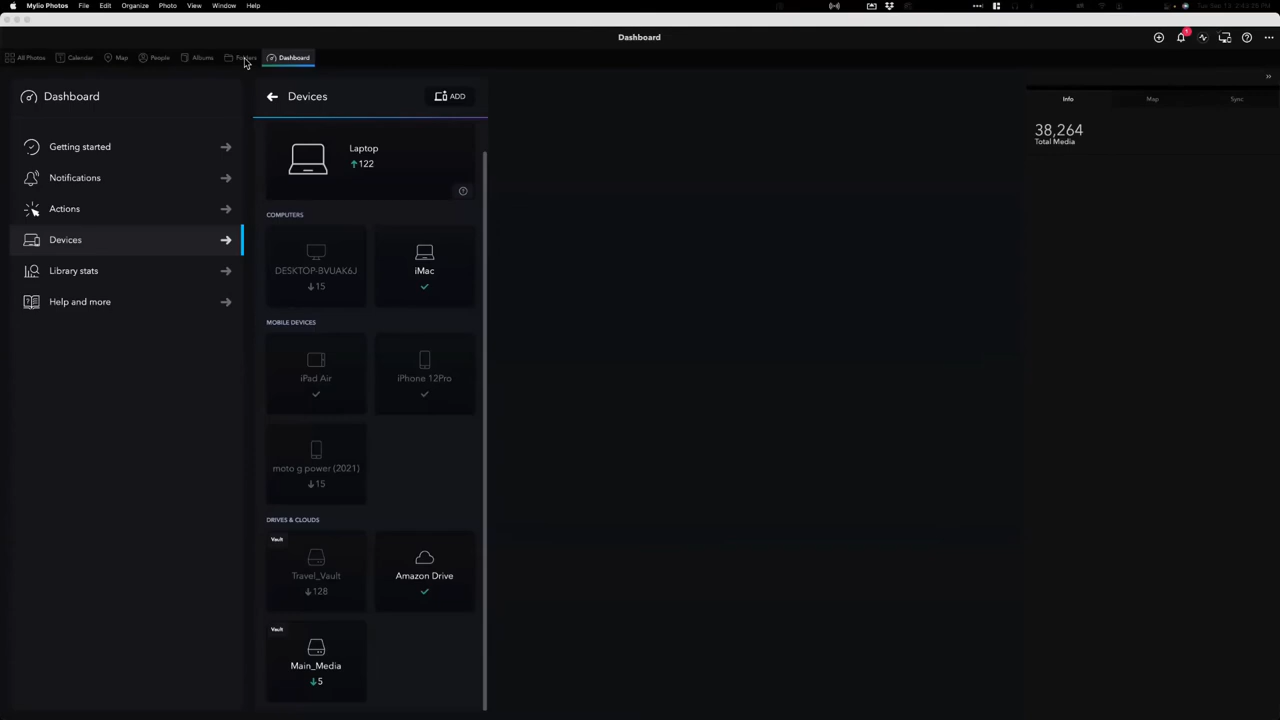 Mylio Photos File Edit Organize Photo View Window Help
Dashboard
All Photos Calendar Map People Albums Folders Dashboard
Dashboard
Getting started
Notifications
Actions
Devices
Library stats
Help and more
Devices ADD
Laptop
↑122
COMPUTERS
DESKTOP-BVUAK6J
↓15
iMac
MOBILE DEVICES
iPad Air
iPhone 12Pro
moto g power (2021)
↓15
DRIVES & CLOUDS
Vault
Travel_Vault
↓128
Amazon Drive
Vault
Main_Media
↓5
Info Map Sync
38,264
Total Media